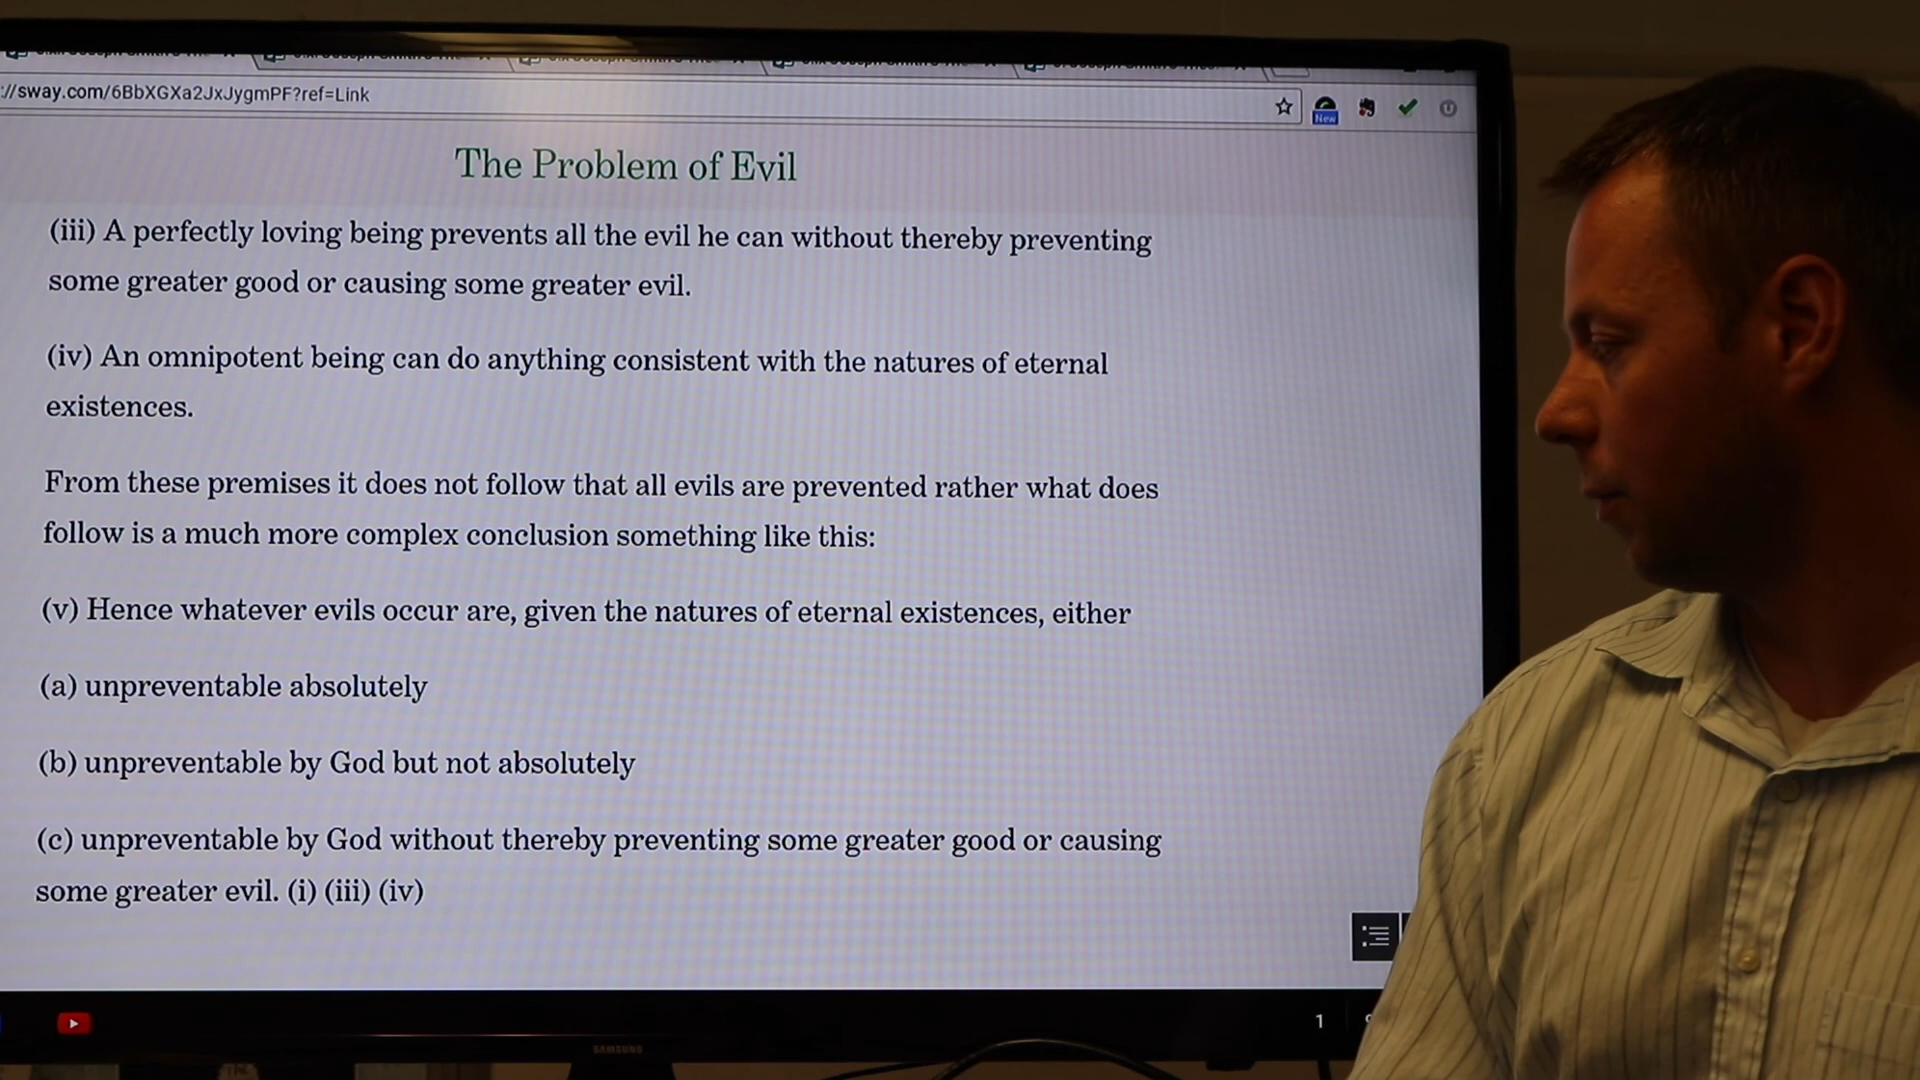 ://sway.com/6BbXGXa2JxJygmPF?ref=Link
New
The Problem of Evil
(iii) A perfectly loving being prevents all the evil he can without thereby preventing
some greater good or causing some greater evil.
(iv) An omnipotent being can do anything consistent with the natures of eternal
existences.
From these premises it does not follow that all evils are prevented rather what does
follow is a much more complex conclusion something like this:
(v) Hence whatever evils occur are, given the natures of eternal existences, either
(a) unpreventable absolutely
(b) unpreventable by God but not absolutely
(c) unpreventable by God without thereby preventing some greater good or causing
some greater evil. (i) (iii) (iv)
1
SAMSUNG